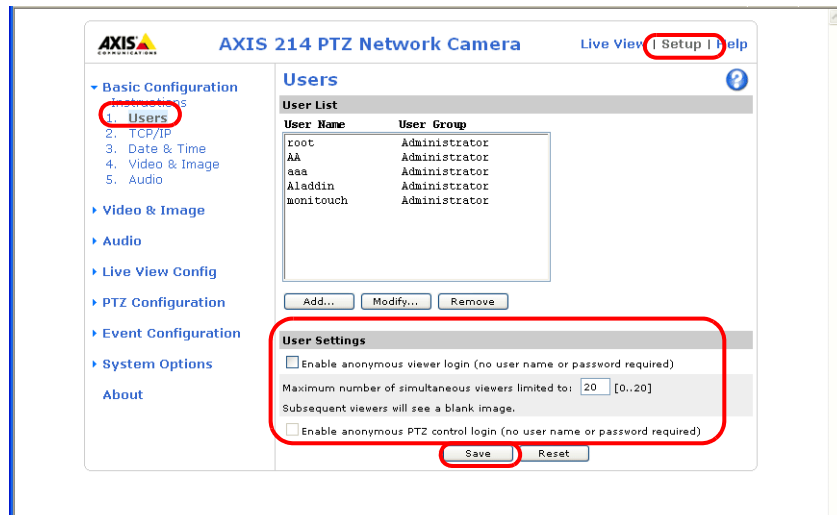 AXIS
COMMUNICATIONS
AXIS 214 PTZ Network Camera
Live View | Setup | Help
Basic Configuration
Instructions
1. Users
2. TCP/IP
3. Date & Time
4. Video & Image
5. Audio
Video & Image
Audio
Live View Config
PTZ Configuration
Event Configuration
System Options
About
Users
?
User List
User Name User Group
root Administrator
AA Administrator
aaa Administrator
Aladdin Administrator
monitouch Administrator
Add... Modify... Remove
User Settings
Enable anonymous viewer login (no user name or password required)
Maximum number of simultaneous viewers limited to: 20 [0..20]
Subsequent viewers will see a blank image.
Enable anonymous PTZ control login (no user name or password required)
Save Reset